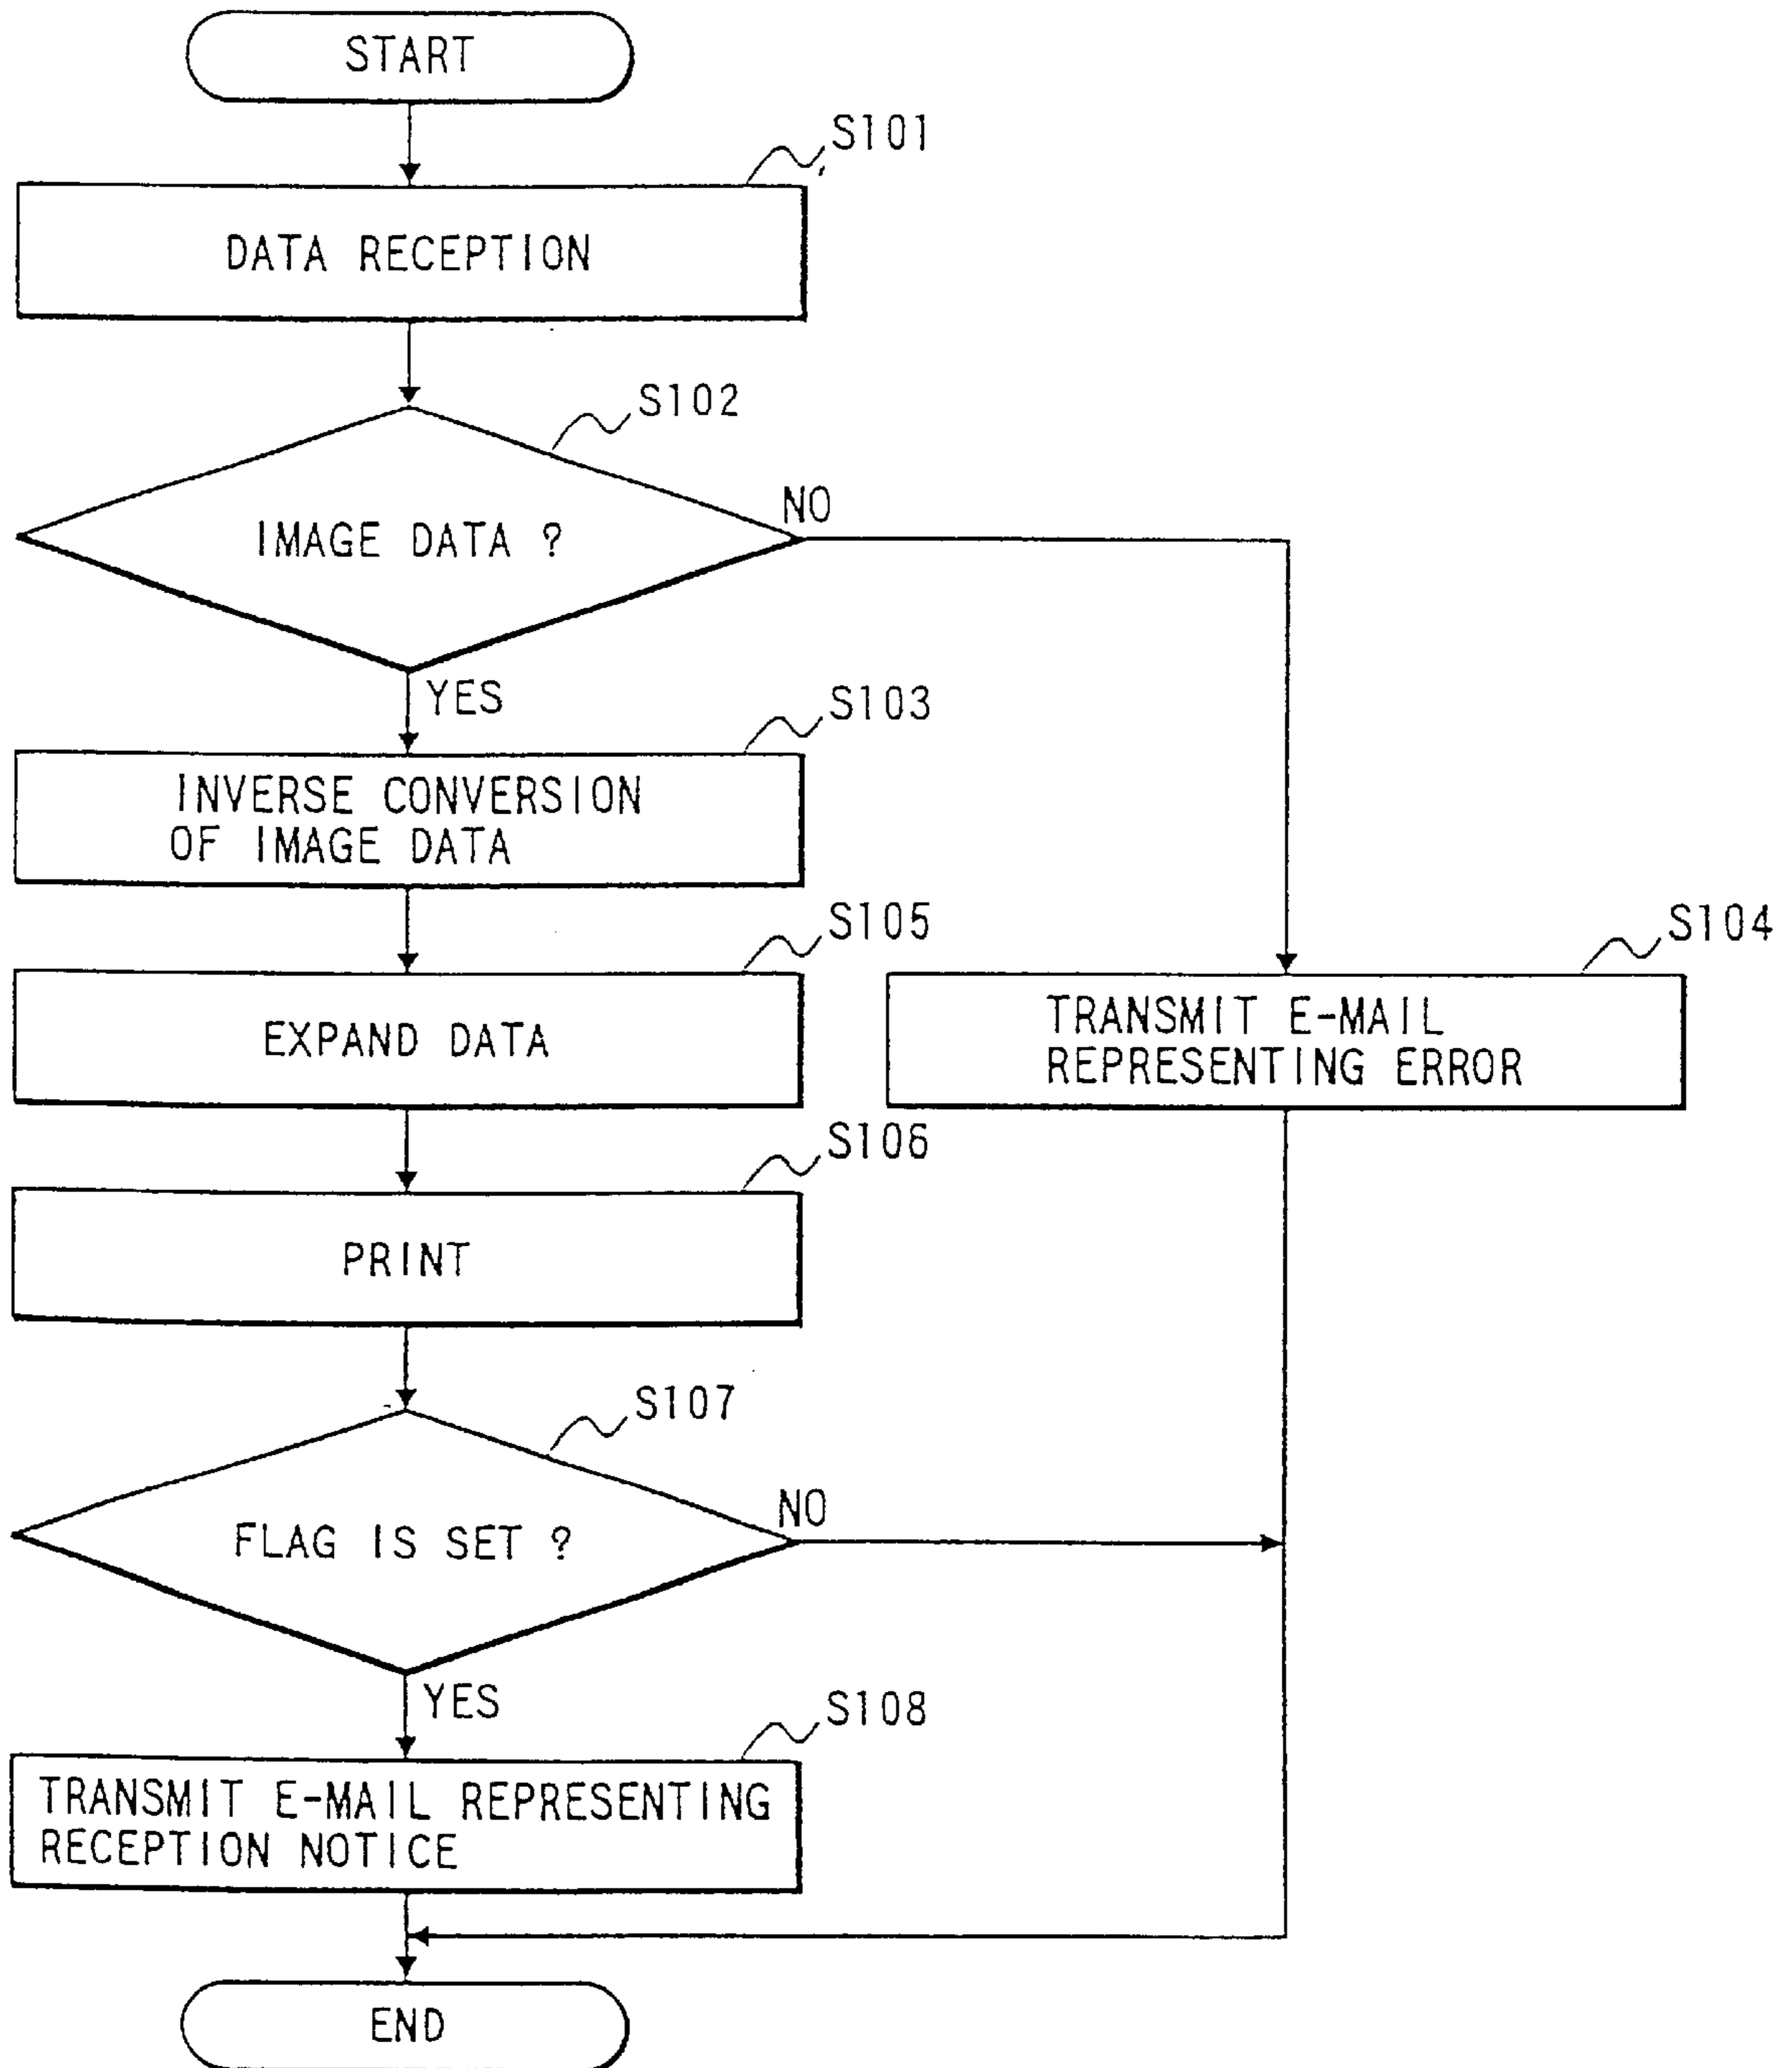 START
S101
DATA RECEPTION
S102
IMAGE DATA ?
NO
YES
S103
INVERSE CONVERSION
OF IMAGE DATA
S105
EXPAND DATA
S104
TRANSMIT E-MAIL
REPRESENTING ERROR
S106
PRINT
S107
FLAG IS SET ?
NO
YES
S108
TRANSMIT E-MAIL REPRESENTING
RECEPTION NOTICE
END